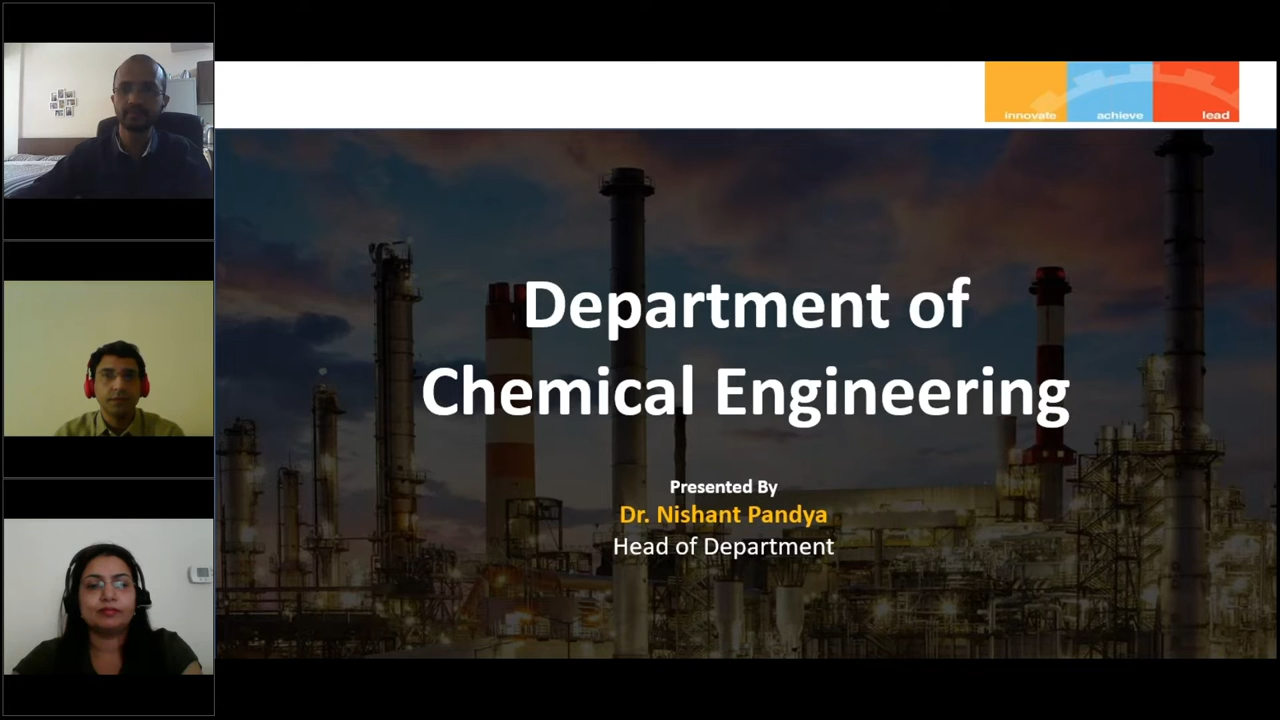 innovate achieve lead
Department of
Chemical Engineering
Presented By
Dr. Nishant Pandya
Head of Department